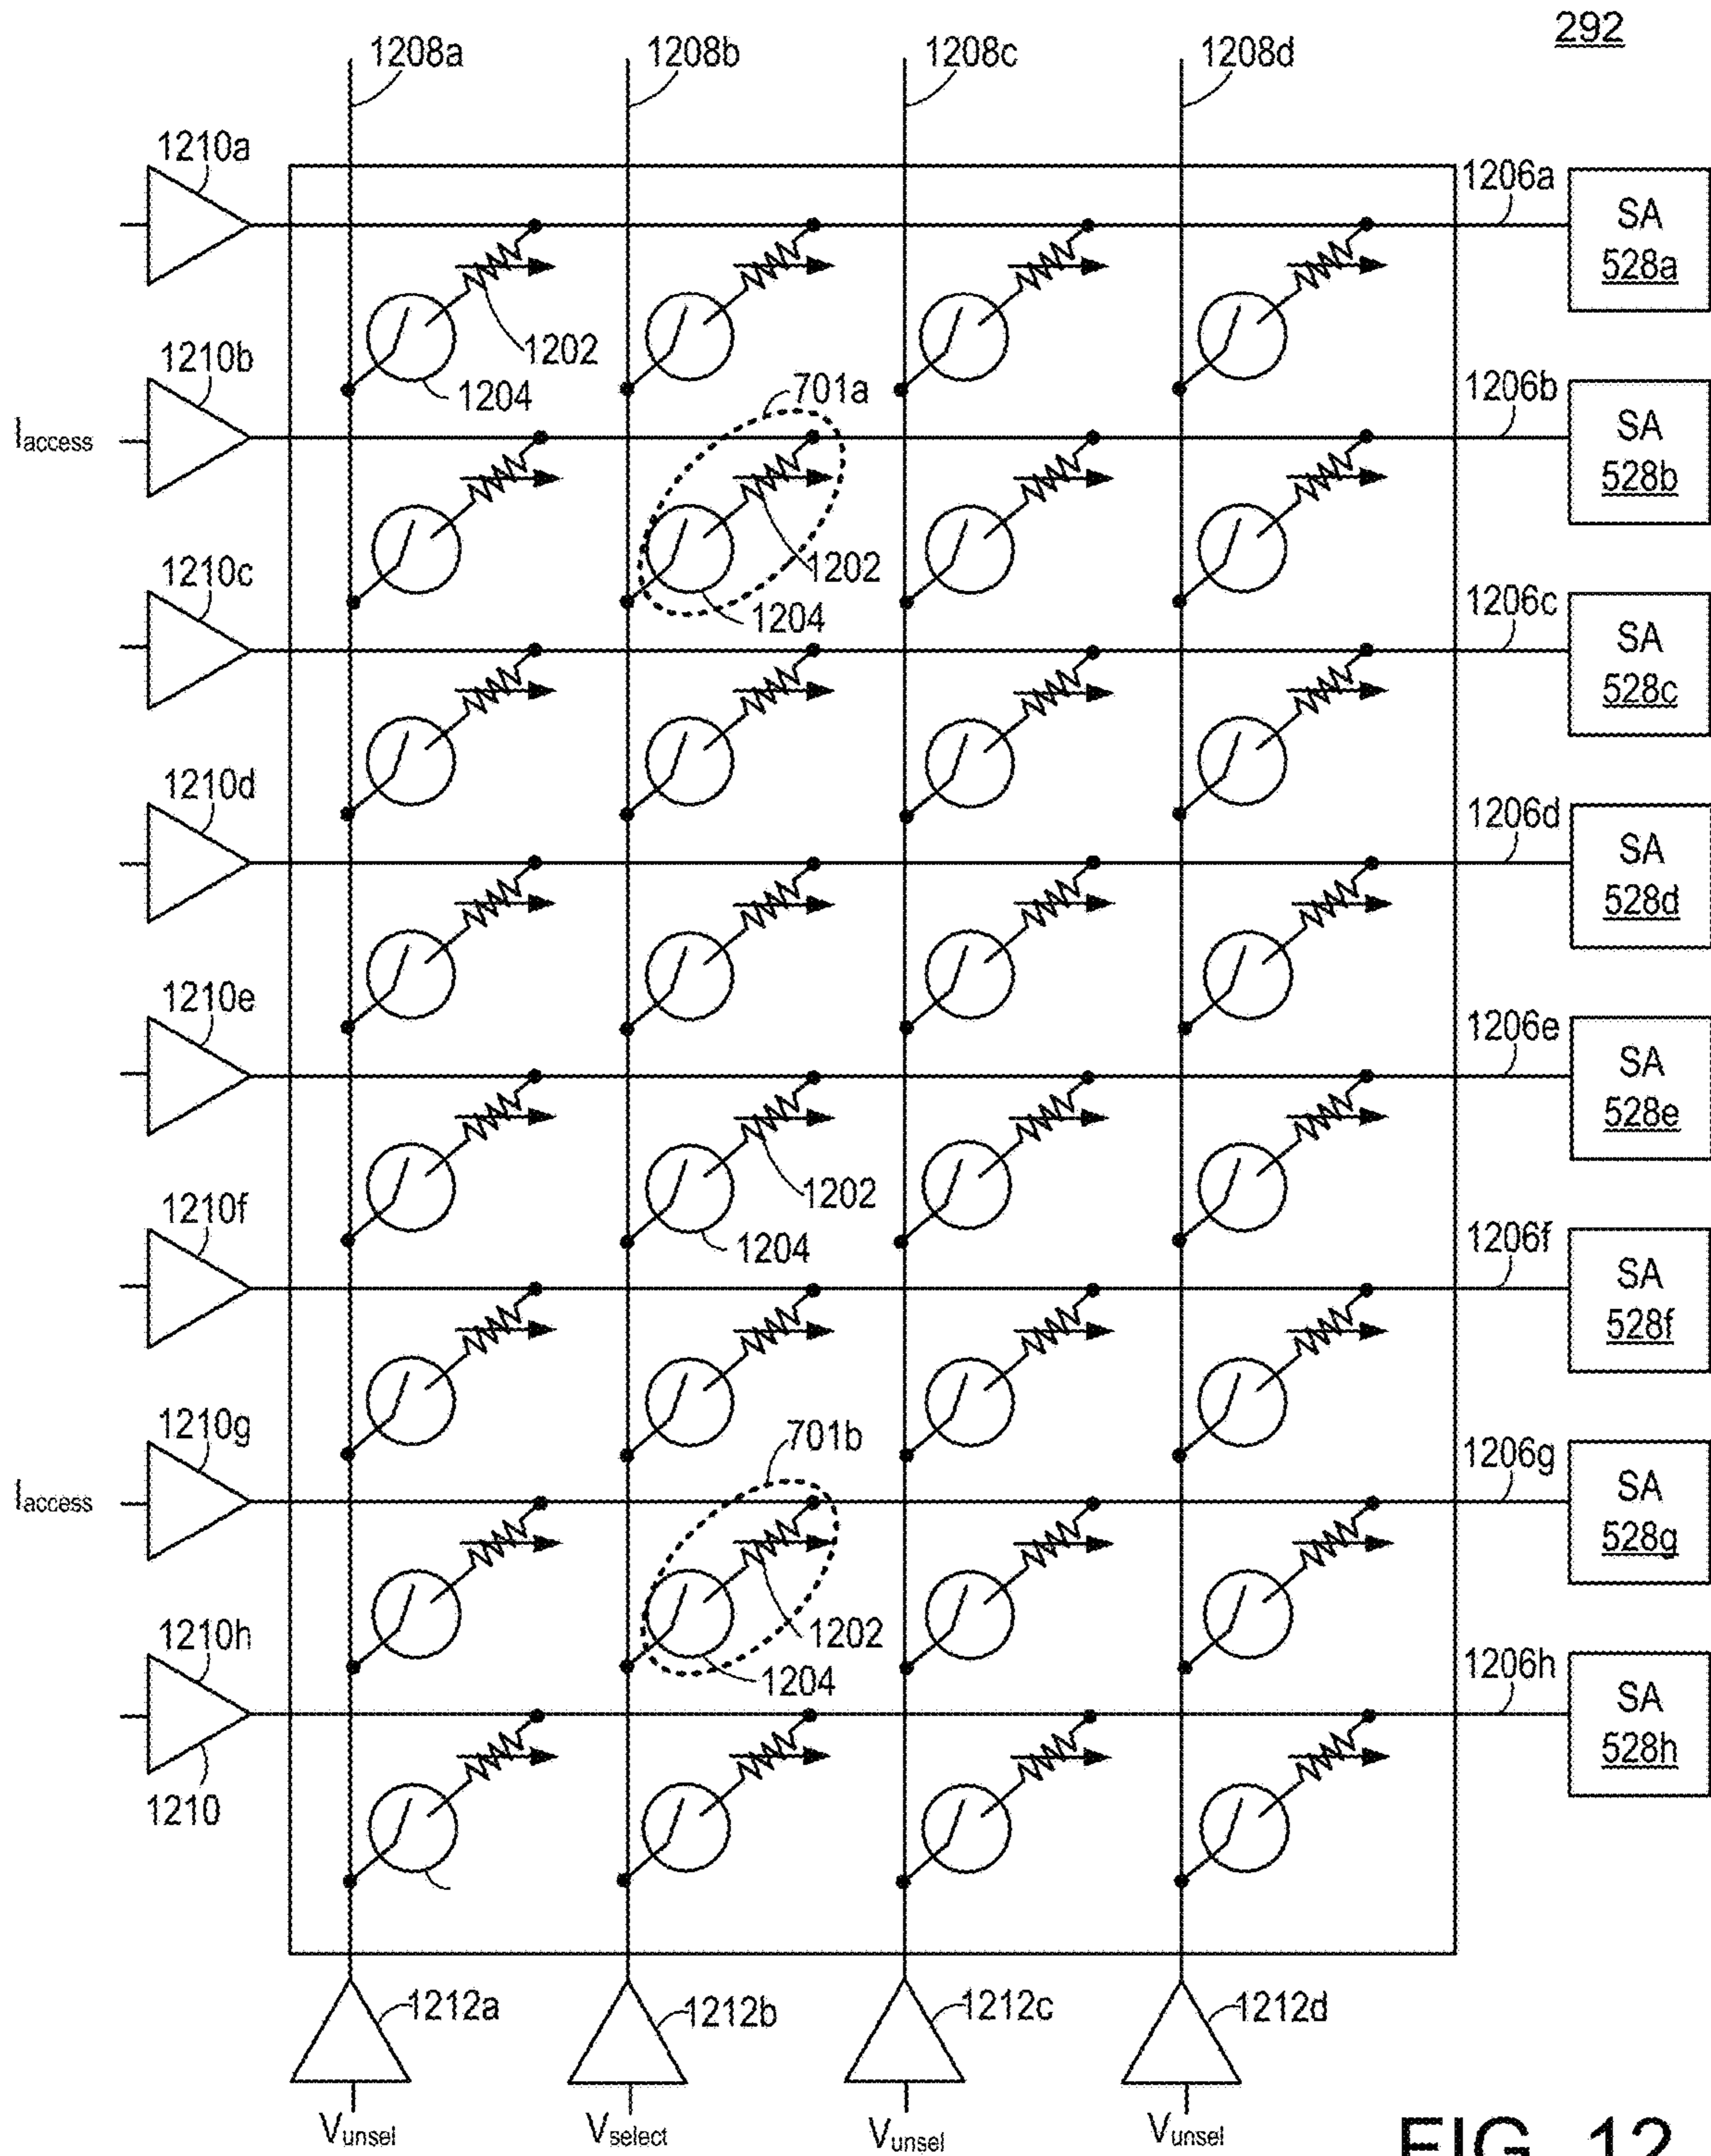 292
1208a 1208b 1208c 1208d
1210a
1206a
SA
528a
1202
1204
1210b
Iaccess
701a
1206b
SA
528b
1202
1204
1210c
1206c
SA
528c
1210d
1206d
SA
528d
1210e
1206e
SA
528e
1202
1204
1210f
1206f
SA
528f
1210g
Iaccess
701b
1206g
SA
528g
1202
1204
1210h
1206h
SA
528h
1210
1212a 1212b 1212c 1212d
Vunsel Vselect Vunsel Vunsel
FIG. 12